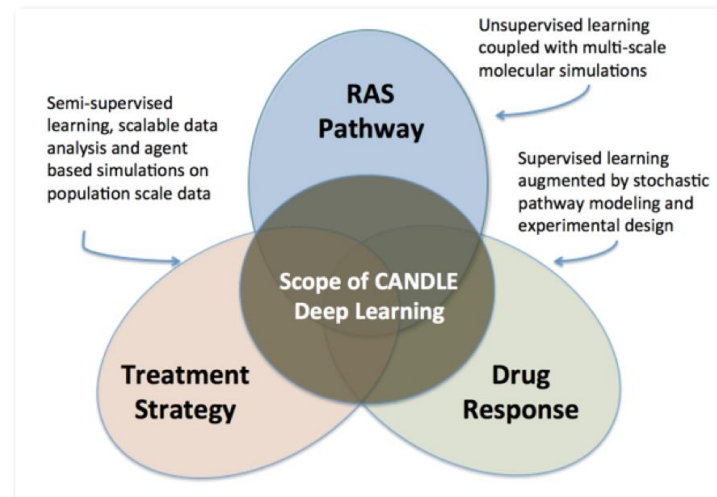 Unsupervised learning
coupled with multi-scale
molecular simulations
RAS
Pathway
Semi-supervised
learning, scalable data
analysis and agent
based simulations on
population scale data
Supervised learning
augmented by stochastic
pathway modeling and
experimental design
Scope of CANDLE
Deep Learning
Treatment
Strategy
Drug
Response